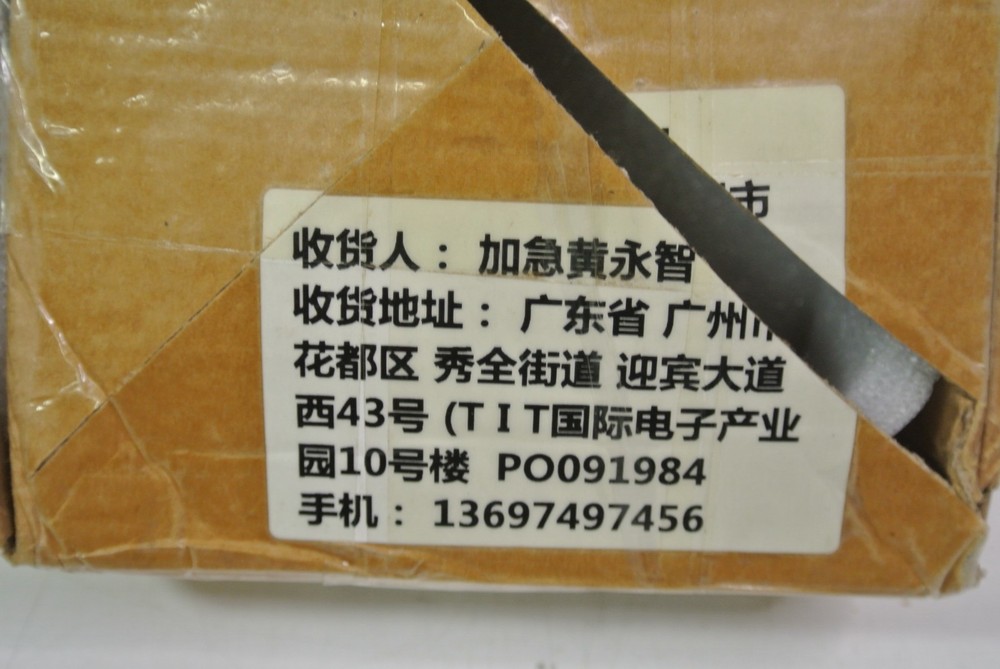 市
收货人： 加急黄永智
收货地址： 广东省 广州市
花都区 秀全街道 迎宾大道
西43号 (TIT国际电子产业
园10号楼 PO091984
手机： 13697497456